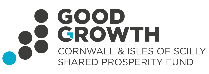 GOOD
GROWTH
CORNWALL & ISLES OF SCILLY
SHARED PROSPERITY FUND